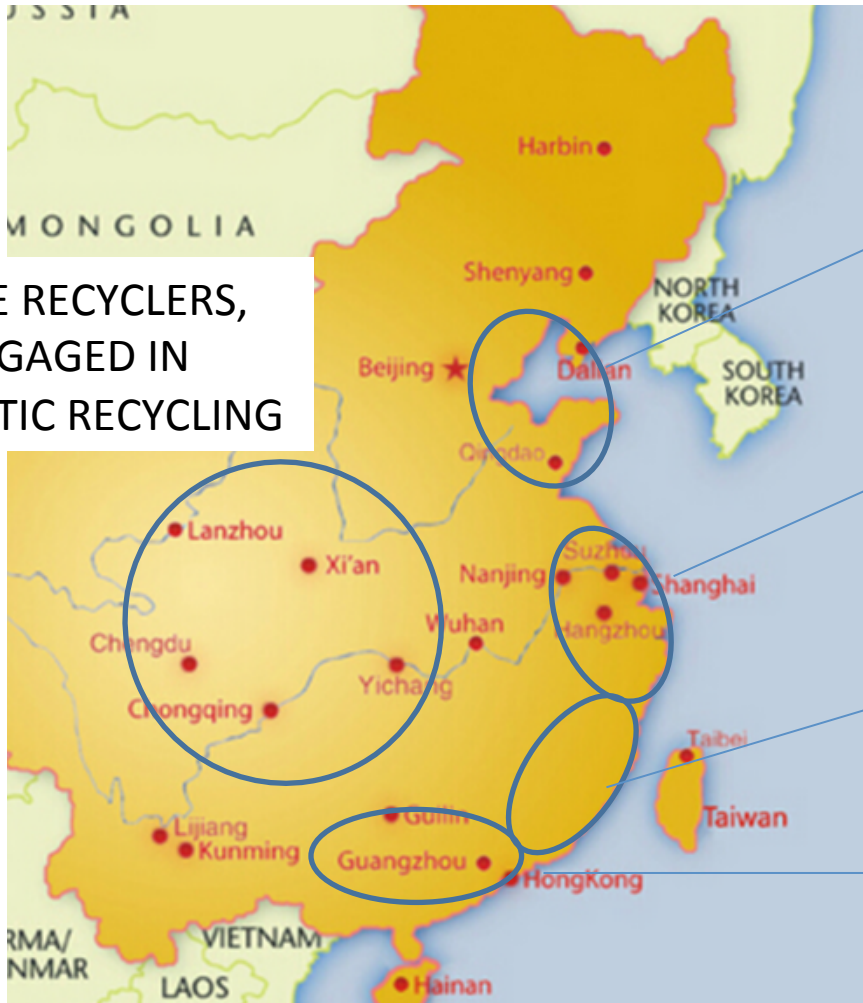 SSIA
Harbin
MONGOLIA
Shenyang
E RECYCLERS,
GAGED IN
TIC RECYCLING
NORTH
KOREA
Beijing
Dalian
SOUTH
KOREA
Qingdao
Lanzhou
Xi'an
Suzhou
Nanjing
Shanghai
Wuhan
Hangzhou
Chengdu
Yichang
Chongqing
Taibei
Guilin
Taiwan
Lijiang
Kunming
Guangzhou
HongKong
RMA/
NMAR
VIETNAM
LAOS
Hainan